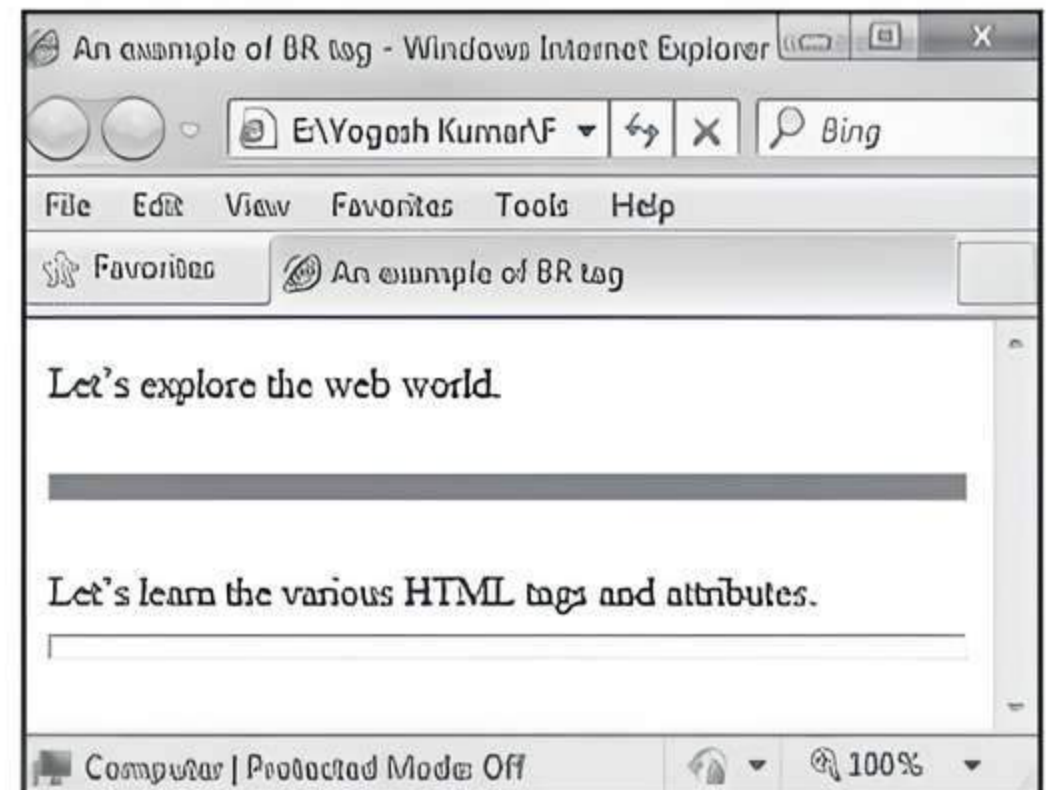 An example of BR tag - Windows Internet Explorer
E:\Yogesh Kumar\F
Bing
File Edit View Favorites Tools Help
Favorites
An example of BR tag
Let's explore the web world.
Let's learn the various HTML tags and attributes.
Computer | Protected Mode: Off
100%